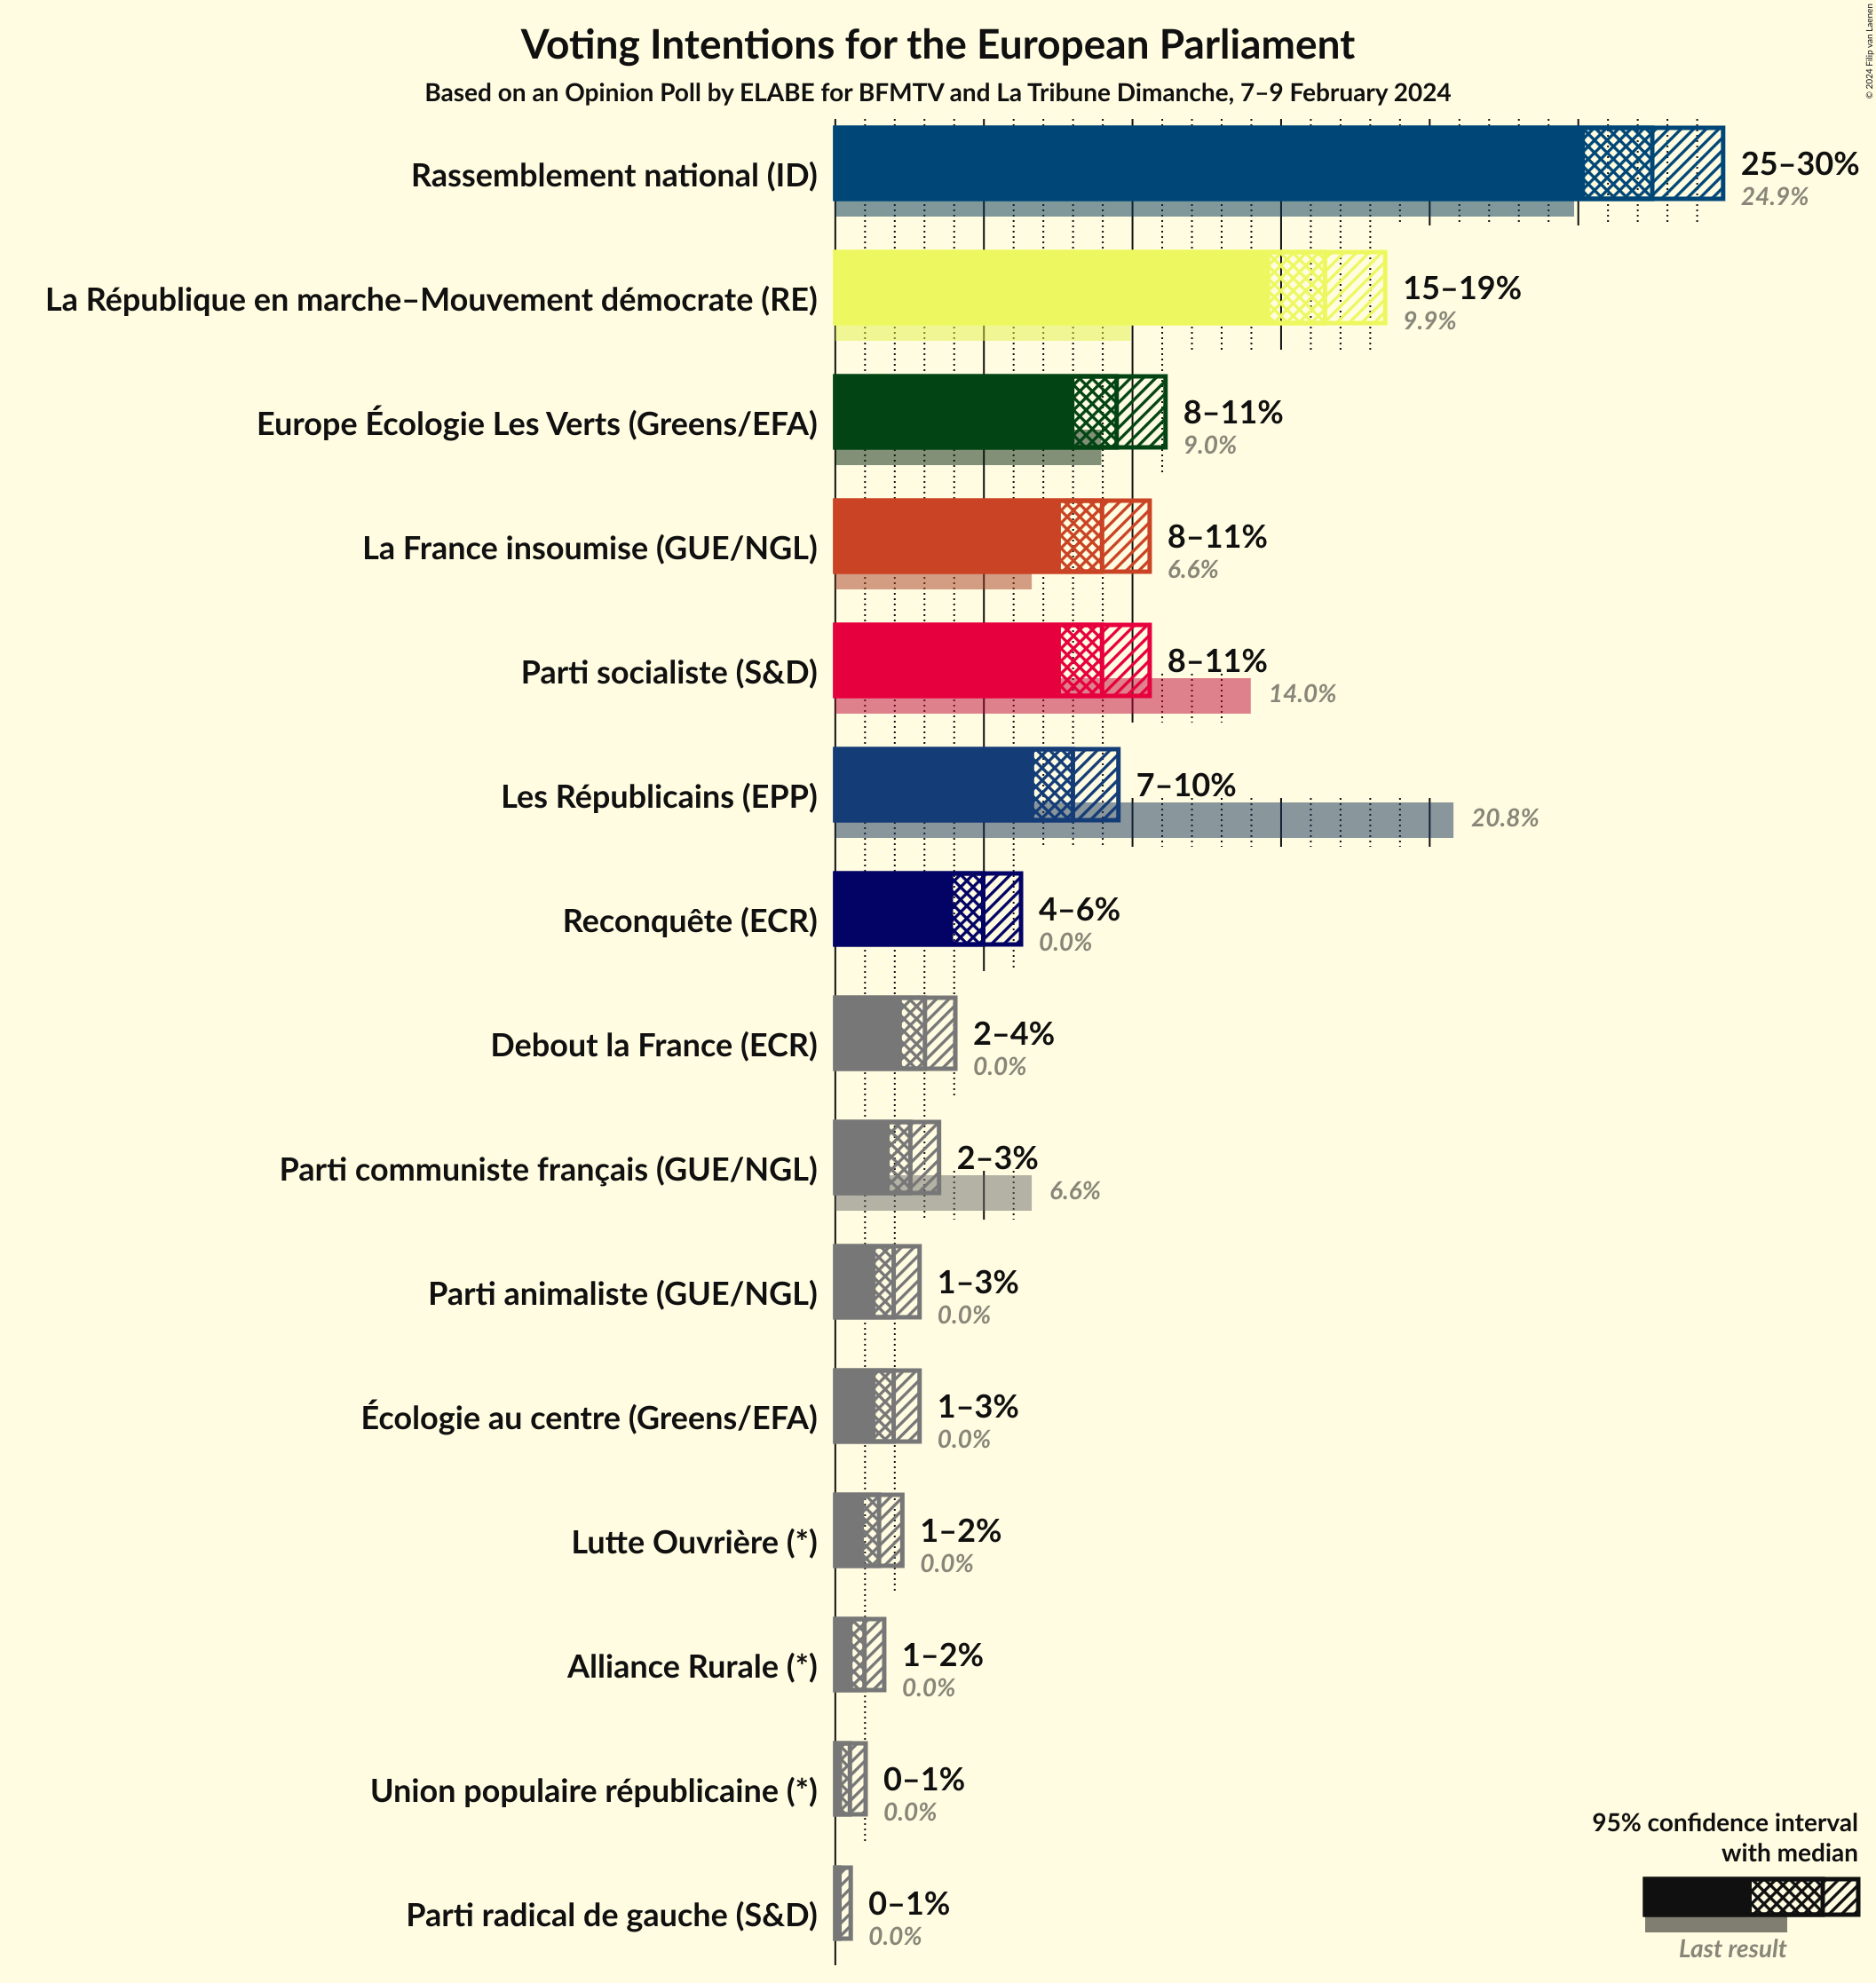 Voting Intentions for the European Parliament
Based on an Opinion Poll by ELABE for BFMTV and La Tribune Dimanche, 7–9 February 2024
© 2024 Filip van Laenen
Rassemblement national (ID)
25–30%
24.9%
La République en marche–Mouvement démocrate (RE)
15–19%
9.9%
Europe Écologie Les Verts (Greens/EFA)
8–11%
9.0%
La France insoumise (GUE/NGL)
8–11%
6.6%
Parti socialiste (S&D)
8–11%
14.0%
Les Républicains (EPP)
7–10%
20.8%
Reconquête (ECR)
4–6%
0.0%
Debout la France (ECR)
2–4%
0.0%
Parti communiste français (GUE/NGL)
2–3%
6.6%
Parti animaliste (GUE/NGL)
1–3%
0.0%
Écologie au centre (Greens/EFA)
1–3%
0.0%
Lutte Ouvrière (*)
1–2%
0.0%
Alliance Rurale (*)
1–2%
0.0%
Union populaire républicaine (*)
0–1%
0.0%
Parti radical de gauche (S&D)
0–1%
0.0%
95% confidence interval
with median
Last result